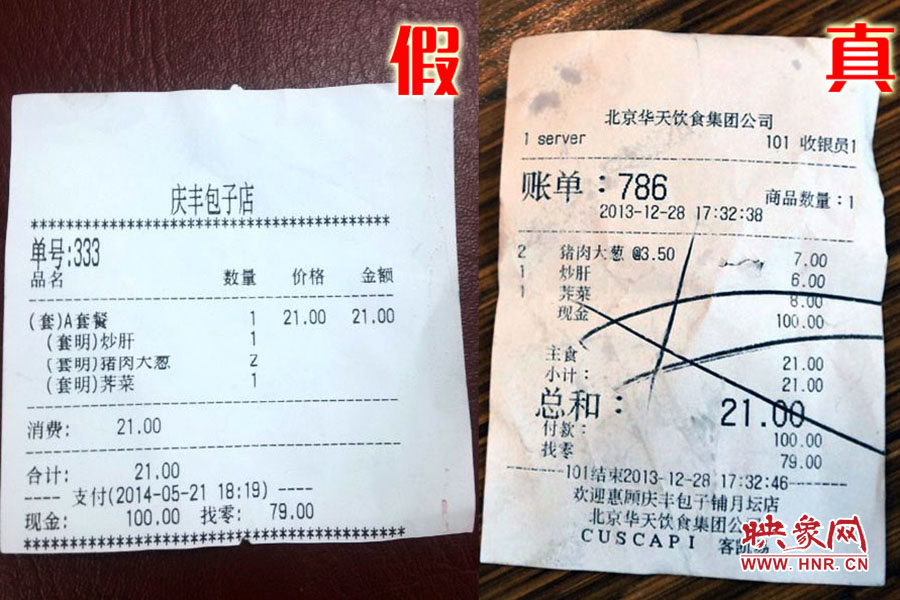 假
庆丰包子店
****************************************
单号:333
品名 数量 价格 金额
(套)A套餐 1 21.00 21.00
(套明)炒肝 1
(套明)猪肉大葱 2
(套明)荠菜 1
消费: 21.00
合计: 21.00
---- 支付(2014-05-21 18:19) ----
现金: 100.00 找零: 79.00
****************************************
真
北京华天饮食集团公司
1 server 101 收银员1
账单：786 商品数量：1
2013-12-28 17:32:38
2 猪肉大葱 @3.50 7.00
1 炒肝 6.00
1 荠菜 8.00
现金 100.00
主食 21.00
小计： 21.00
总和： 21.00
付款： 100.00
找零 79.00
----101结束2013-12-28 17:32:46----
欢迎惠顾庆丰包子铺月坛店
北京华天饮食集团公
CUSCAPI 客凯易
映象网
WWW.HNR.CN